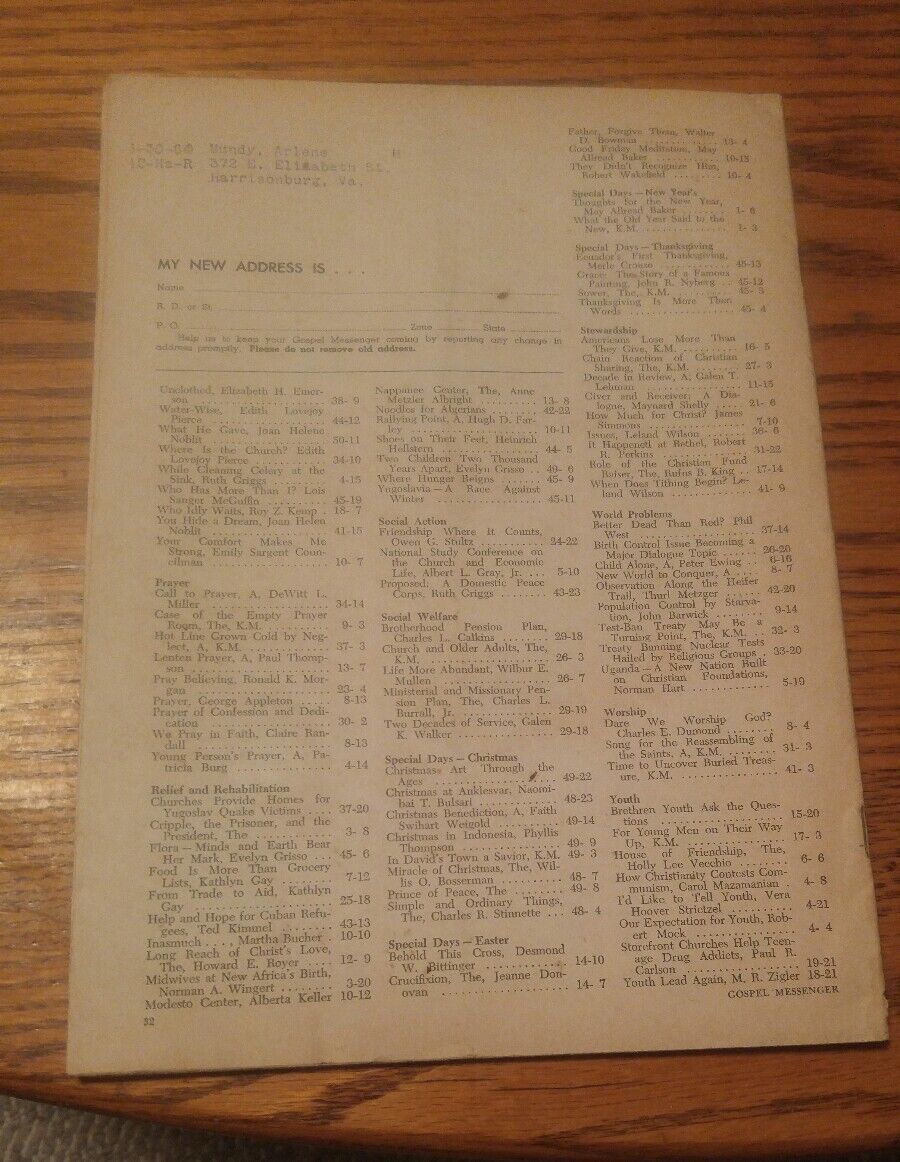 Mundy, Arlene H
372 E. Elizabeth St.
Harrisonburg, Va.
MY NEW ADDRESS IS . . .
Name
R. D. or St.
P. O. Zone State
Help us to keep your Gospel Messenger coming by reporting any change in
address promptly. Please do not remove old address.
Unclothed, Elizabeth H. Emer-
son 38- 9
Water-Wise, Edith Lovejoy
Pierce 44-12
What He Gave, Joan Helene
Noblit 50-11
Where Is the Church? Edith
Lovejoy Pierce 34-10
While Cleaning Celery at the
Sink, Ruth Griggs 4-15
Who Has More Than I? Lois
Sanger McGuffin 45-19
Who Idly Waits, Roy Z. Kemp . 18- 7
You Hide a Dream, Joan Helen
Noblit 41-15
Your Comfort Makes Me
Strong, Emily Sargent Coun-
cilman 10- 7
Prayer
Call to Prayer, A, DeWitt L.
Miller 34-14
Case of the Empty Prayer
Room, The, K.M. 9- 3
Hot Line Grown Cold by Neg-
lect, A, K.M. 37- 3
Lenten Prayer, A, Paul Thomp-
son 13- 7
Pray Believing, Ronald K. Mor-
gan 23- 4
Prayer, George Appleton 8-13
Prayer of Confession and Dedi-
cation 30- 2
We Pray in Faith, Claire Ran-
dall 8-13
Young Person's Prayer, A, Pa-
tricia Burg 4-14
Relief and Rehabilitation
Churches Provide Homes for
Yugoslav Quake Victims 37-20
Cripple, the Prisoner, and the
President, The 3- 8
Flora — Minds and Earth Bear
Her Mark, Evelyn Grisso 45- 6
Food Is More Than Grocery
Lists, Kathlyn Gay 7-12
From Trade to Aid, Kathlyn
Gay 25-18
Help and Hope for Cuban Refu-
gees, Ted Kimmel 43-13
Inasmuch . . . , Martha Bucher . 10-10
Long Reach of Christ's Love,
The, Howard E. Royer 12- 9
Midwives at New Africa's Birth,
Norman A. Wingert 3-20
Modesto Center, Alberta Keller 10-12
32
Nappanee Center, The, Anne
Metzler Albright 13- 8
Noodles for Algerians 42-22
Rallying Point, A, Hugh D. Far-
ley 10-11
Shoes on Their Feet, Heinrich
Hellstern 44- 5
Two Children Two Thousand
Years Apart, Evelyn Grisso . . 49- 6
Where Hunger Reigns 45- 9
Yugoslavia — A Race Against
Winter 45-11
Social Action
Friendship Where It Counts,
Owen G. Stultz 24-22
National Study Conference on
the Church and Economic
Life, Albert L. Gray, Jr. 5-10
Proposed: A Domestic Peace
Corps, Ruth Griggs 43-23
Social Welfare
Brotherhood Pension Plan,
Charles L. Calkins 29-18
Church and Older Adults, The,
K.M. 26- 3
Life More Abundant, Wilbur E.
Mullen 26- 7
Ministerial and Missionary Pen-
sion Plan, The, Charles L.
Burrall, Jr. 29-19
Two Decades of Service, Galen
K. Walker 29-18
Special Days — Christmas
Christmas Art Through the
Ages 49-22
Christmas at Anklesvar, Naomi-
bai T. Bulsari 48-23
Christmas Benediction, A, Faith
Swihart Weigold 49-14
Christmas in Indonesia, Phyllis
Thompson 49- 9
In David's Town a Savior, K.M. 49- 3
Miracle of Christmas, The, Wil-
lis O. Bosserman 48- 7
Prince of Peace, The 49- 8
Simple and Ordinary Things,
The, Charles R. Stinnette 48- 4
Special Days — Easter
Behold This Cross, Desmond
W. Bittinger 14-10
Crucifixion, The, Jeanne Don-
ovan 14- 7
Father, Forgive Them, Walter
D. Bowman 13- 4
Good Friday Meditation, May
Allread Baker 10-15
They Didn't Recognize Him,
Robert Wakefield 16- 4
Special Days — New Year's
Thoughts for the New Year,
May Allread Baker 1- 6
What the Old Year Said to the
New, K.M. 1- 3
Special Days — Thanksgiving
Ecuador's First Thanksgiving,
Merle Crouse 45-13
Grace: The Story of a Famous
Painting, John R. Nyberg 45-12
Sower, The, K.M. 45- 3
Thanksgiving Is More Than
Words 45- 4
Stewardship
Americans Lose More Than
They Give, K.M. 16- 5
Chain Reaction of Christian
Sharing, The, K.M. 27- 3
Decade in Review, A, Galen T.
Lehman 11-15
Giver and Receiver; A Dia-
logue, Maynard Shelly 21- 6
How Much for Christ? James
Simmons 7-10
Issues, Leland Wilson 36- 6
It Happened at Bethel, Robert
R. Perkins 31-22
Role of the Christian Fund
Raiser, The, Rufus B. King 17-14
When Does Tithing Begin? Le-
land Wilson 41- 9
World Problems
Better Dead Than Red? Phil
West 37-14
Birth Control Issue Becoming a
Major Dialogue Topic 26-20
Child Alone, A, Peter Ewing . . 6-16
New World to Conquer, A 8- 7
Observation Along the Heifer
Trail, Thurl Metzger 42-20
Population Control by Starva-
tion, John Barwick 9-14
Test-Ban Treaty May Be a
Turning Point, The, K.M. 32- 3
Treaty Banning Nuclear Tests
Hailed by Religious Groups . 33-20
Uganda — A New Nation Built
on Christian Foundations,
Norman Hart 5-19
Worship
Dare We Worship God?
Charles E. Dumond 8- 4
Song for the Reassembling of
the Saints, A, K.M. 31- 3
Time to Uncover Buried Treas-
ure, K.M. 41- 3
Youth
Brethren Youth Ask the Ques-
tions 15-20
For Young Men on Their Way
Up, K.M. 17- 3
House of Friendship, The,
Holly Lee Vecchio 6- 6
How Christianity Contests Com-
munism, Carol Mazamanian . 4- 8
I'd Like to Tell Youth, Vera
Hoover Strictzel 4-21
Our Expectation for Youth, Rob-
ert Mock 4- 4
Storefront Churches Help Teen-
age Drug Addicts, Paul R.
Carlson 19-21
Youth Lead Again, M. R. Zigler 18-21
GOSPEL MESSENGER